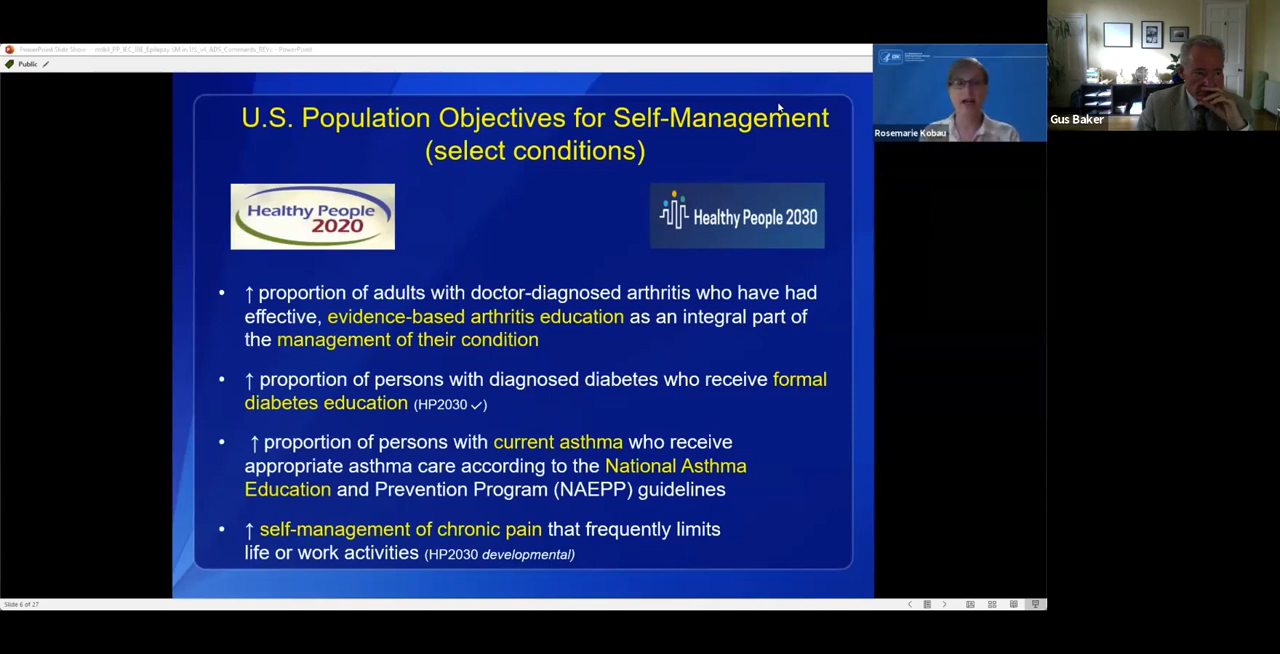 PowerPoint Slide Show -
PowerPoint
Public
U.S. Population Objectives for Self-Management
(select conditions)
Healthy People
2020
Healthy People 2030
• ↑ proportion of adults with doctor-diagnosed arthritis who have had
effective, evidence-based arthritis education as an integral part of
the management of their condition
• ↑ proportion of persons with diagnosed diabetes who receive formal
diabetes education (HP2030 ✓)
• ↑ proportion of persons with current asthma who receive
appropriate asthma care according to the National Asthma
Education and Prevention Program (NAEPP) guidelines
• ↑ self-management of chronic pain that frequently limits
life or work activities (HP2030 developmental)
Slide 6 of 27
CDC
Rosemarie Kobau
Gus Baker